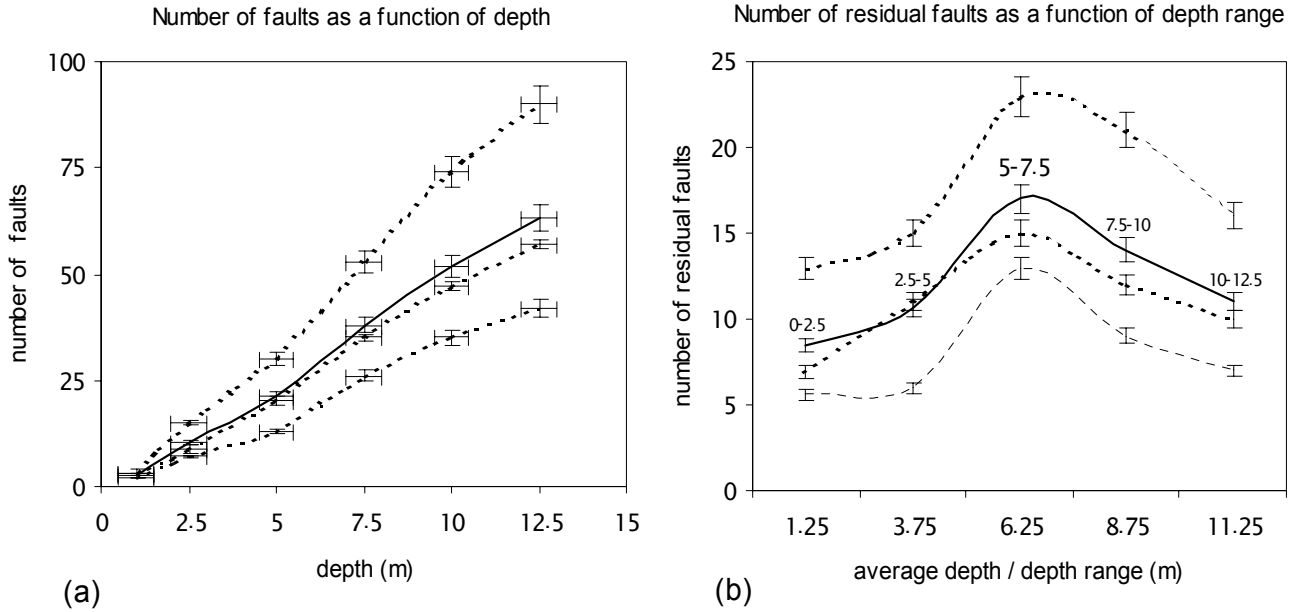 Number of faults as a function of depth
100
75
50
25
0
number of faults
0 2.5 5 7.5 10 12.5 15
depth (m)
(a)
Number of residual faults as a function of depth range
25
20
15
10
5
0
number of residual faults
0-2.5
2.5-5
5-7.5
7.5-10
10-12.5
1.25 3.75 6.25 8.75 11.25
average depth / depth range (m)
(b)